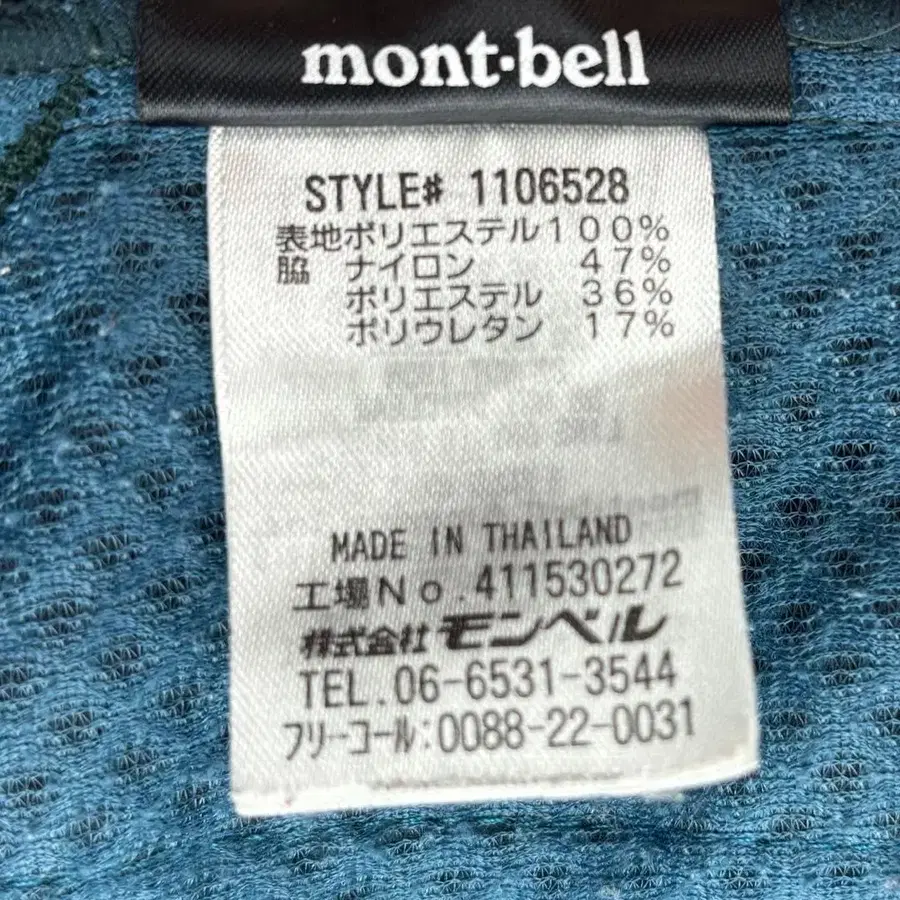 mont-bell
STYLE# 1106528
表地ポリエステル100%
脇 ナイロン 47%
ポリエステル 36%
ポリウレタン 17%
MADE IN THAILAND
工場No.411530272
株式会社モンベル
TEL.06-6531-3544
フリーコール:0088-22-0031